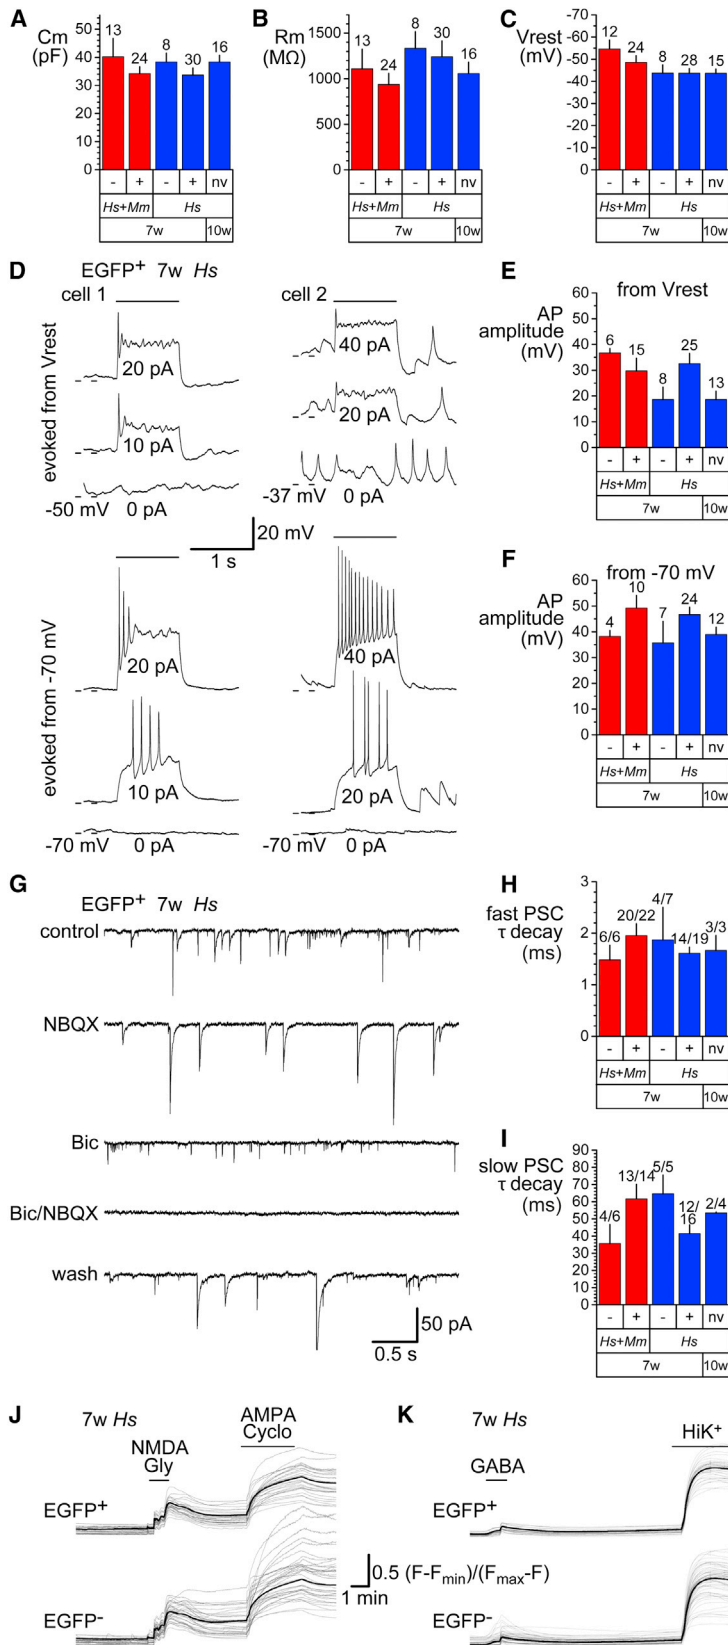 A
Cm
(pF)
50
40
30
20
10
0
13
24
8
30
16
-
+
-
+
nv
Hs+Mm
Hs
7w
10w
B
Rm
(MΩ)
1500
1000
500
0
13
24
8
30
16
-
+
-
+
nv
Hs+Mm
Hs
7w
10w
C
Vrest
(mV)
-70
-60
-50
-40
-30
-20
-10
0
12
24
8
28
15
-
+
-
+
nv
Hs+Mm
Hs
7w
10w
D
EGFP+ 7w Hs
cell 1
cell 2
evoked from Vrest
20 pA
10 pA
-50 mV 0 pA
40 pA
20 pA
-37 mV 0 pA
20 mV
1 s
evoked from -70 mV
20 pA
10 pA
-70 mV 0 pA
40 pA
20 pA
-70 mV 0 pA
E
from Vrest
AP
amplitude
(mV)
60
50
40
30
20
10
0
6
15
8
25
13
-
+
-
+
nv
Hs+Mm
Hs
7w
10w
F
from -70 mV
AP
amplitude
(mV)
60
50
40
30
20
10
0
4
10
7
24
12
-
+
-
+
nv
Hs+Mm
Hs
7w
10w
G
EGFP+ 7w Hs
control
NBQX
Bic
Bic/NBQX
wash
50 pA
0.5 s
H
fast PSC
τ decay
(ms)
3
2
1
0
6/6
20/22
4/7
14/19
3/3
-
+
-
+
nv
Hs+Mm
Hs
7w
10w
I
slow PSC
τ decay
(ms)
90
80
70
60
50
40
30
20
10
0
4/6
13/14
5/5
12/
16
2/4
-
+
-
+
nv
Hs+Mm
Hs
7w
10w
J
7w Hs
NMDA
Gly
AMPA
Cyclo
EGFP+
EGFP-
0.5 (F-Fmin)/(Fmax-F)
1 min
K
7w Hs
GABA
HiK+
EGFP+
EGFP-